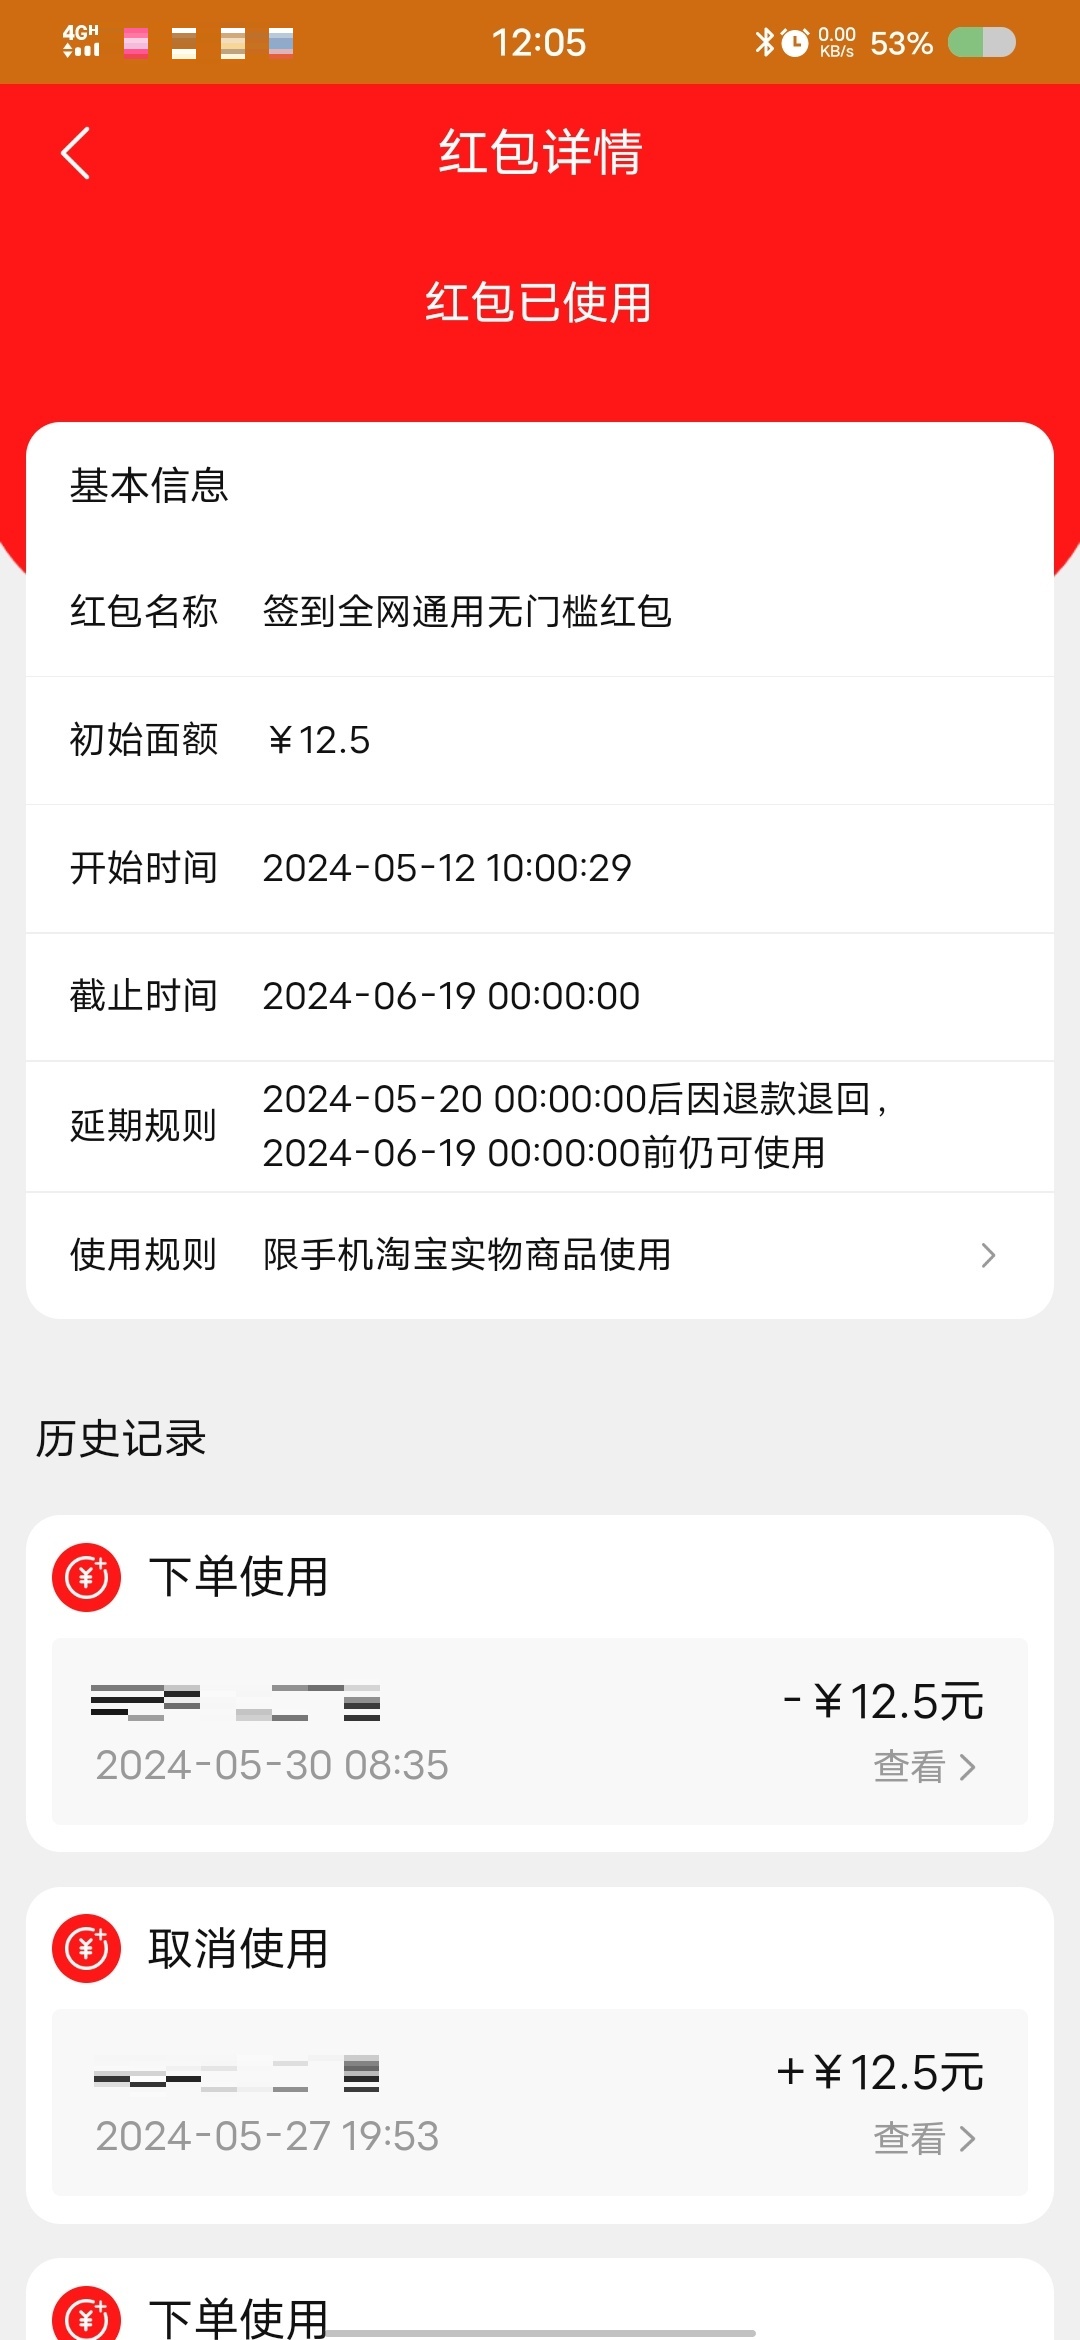 4GH 12:05 0.00 KB/s 53%
红包详情
红包已使用
基本信息
红包名称 签到全网通用无门槛红包
初始面额 ￥12.5
开始时间 2024-05-12 10:00:29
截止时间 2024-06-19 00:00:00
延期规则 2024-05-20 00:00:00后因退款退回，
2024-06-19 00:00:00前仍可使用
使用规则 限手机淘宝实物商品使用
历史记录
下单使用
-￥12.5元
2024-05-30 08:35 查看
取消使用
+￥12.5元
2024-05-27 19:53 查看
下单使用